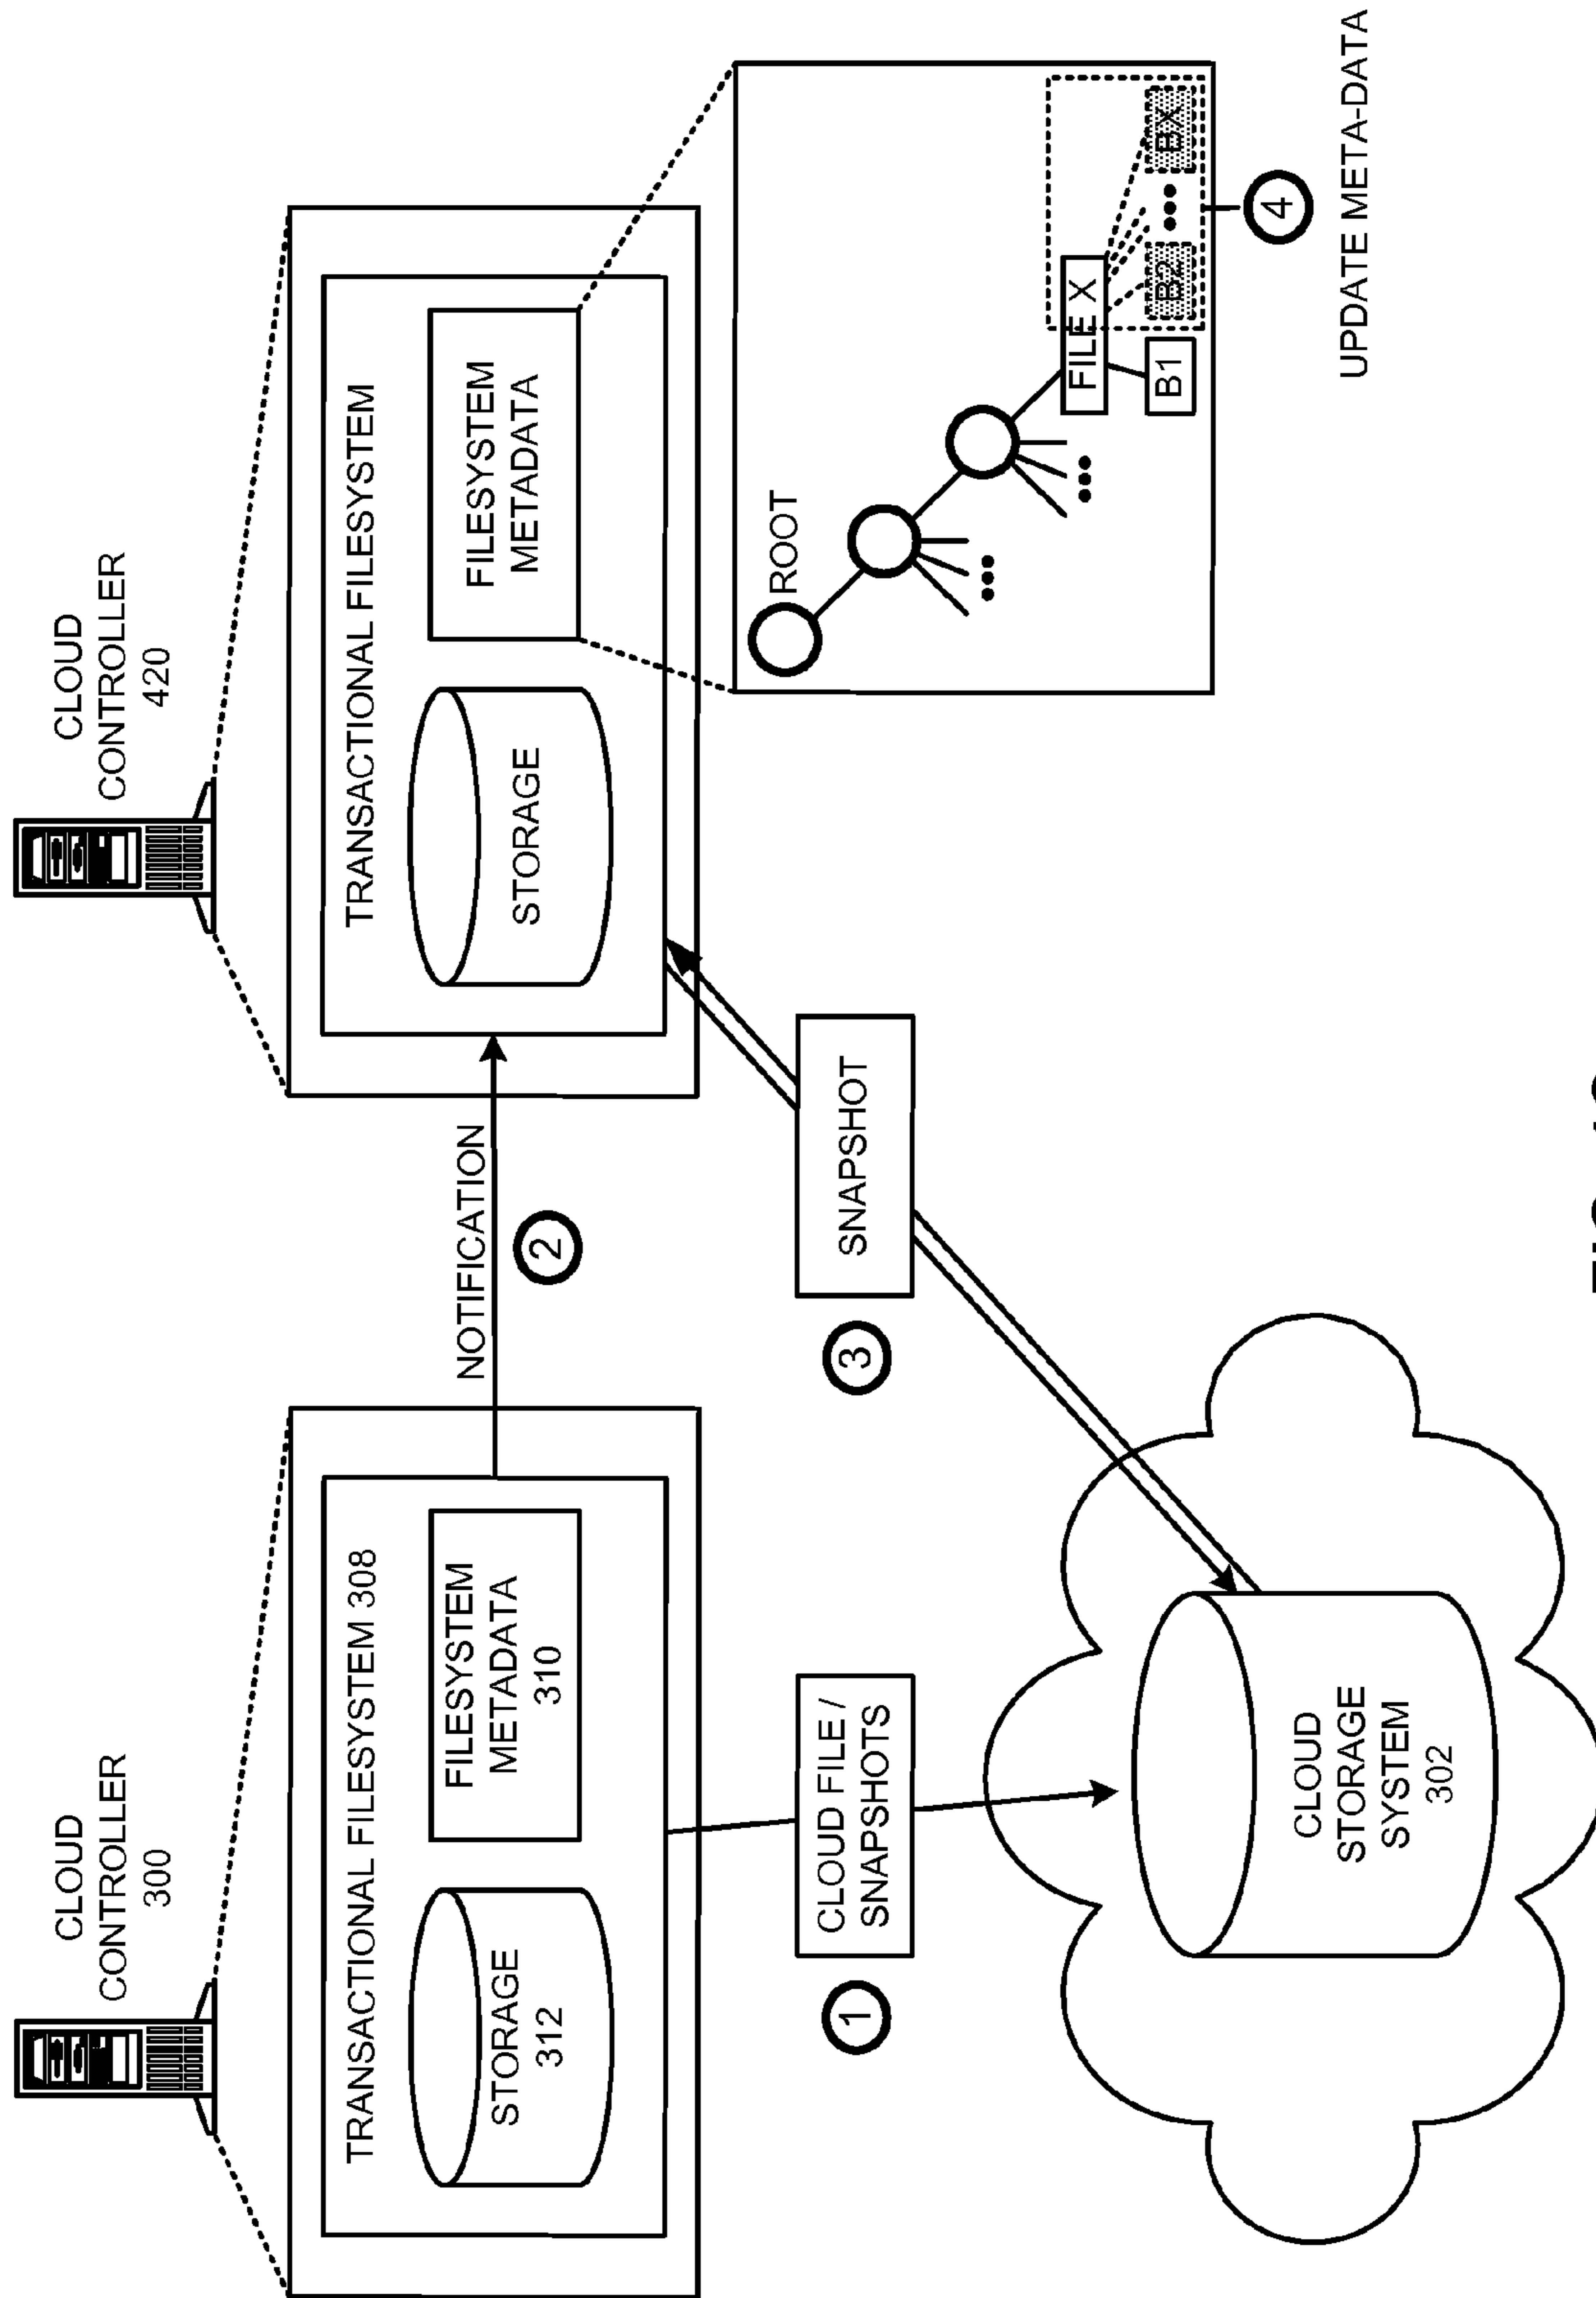 CLOUD
CONTROLLER
300
TRANSACTIONAL FILESYSTEM 308
STORAGE
312
FILESYSTEM
METADATA
310
NOTIFICATION
2
CLOUD
CONTROLLER
420
TRANSACTIONAL FILESYSTEM
STORAGE
FILESYSTEM
METADATA
1
CLOUD FILE /
SNAPSHOTS
3
SNAPSHOT
CLOUD
STORAGE
SYSTEM
302
ROOT
FILE X
B1
B2
BX
4
UPDATE META-DATA